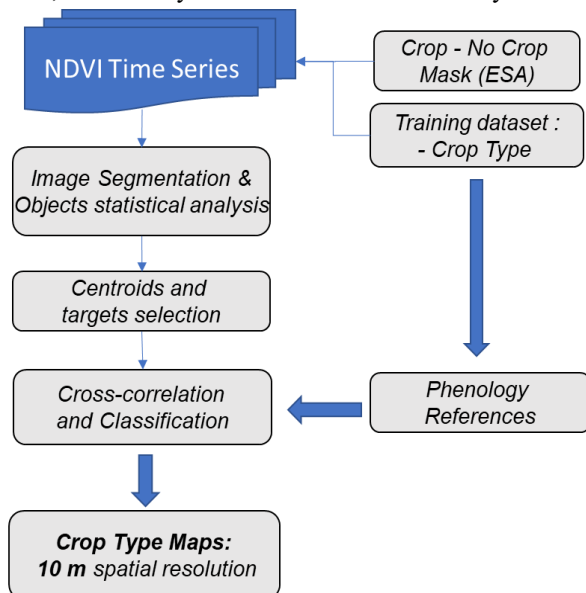 NDVI Time Series
Crop - No Crop
Mask (ESA)
Training dataset :
- Crop Type
Image Segmentation &
Objects statistical analysis
Centroids and
targets selection
Cross-correlation
and Classification
Phenology
References
Crop Type Maps:
10 m spatial resolution